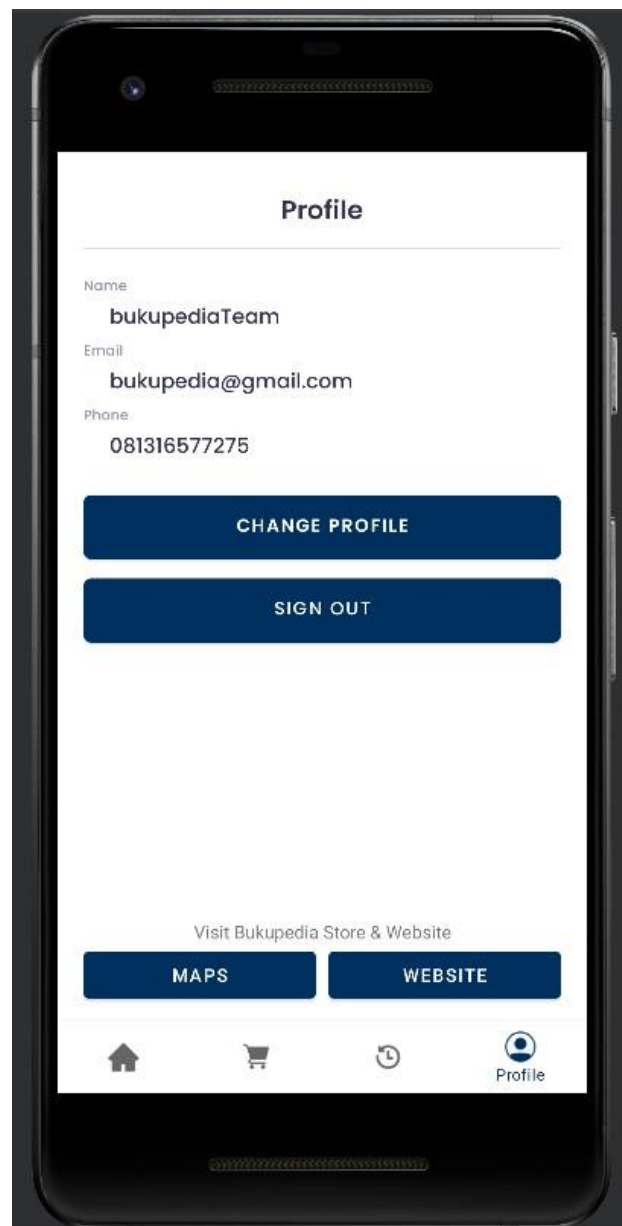 Profile
Name
bukupediaTeam
Email
bukupedia@gmail.com
Phone
081316577275
CHANGE PROFILE
SIGN OUT
Visit Bukupedia Store & Website
MAPS WEBSITE
Profile